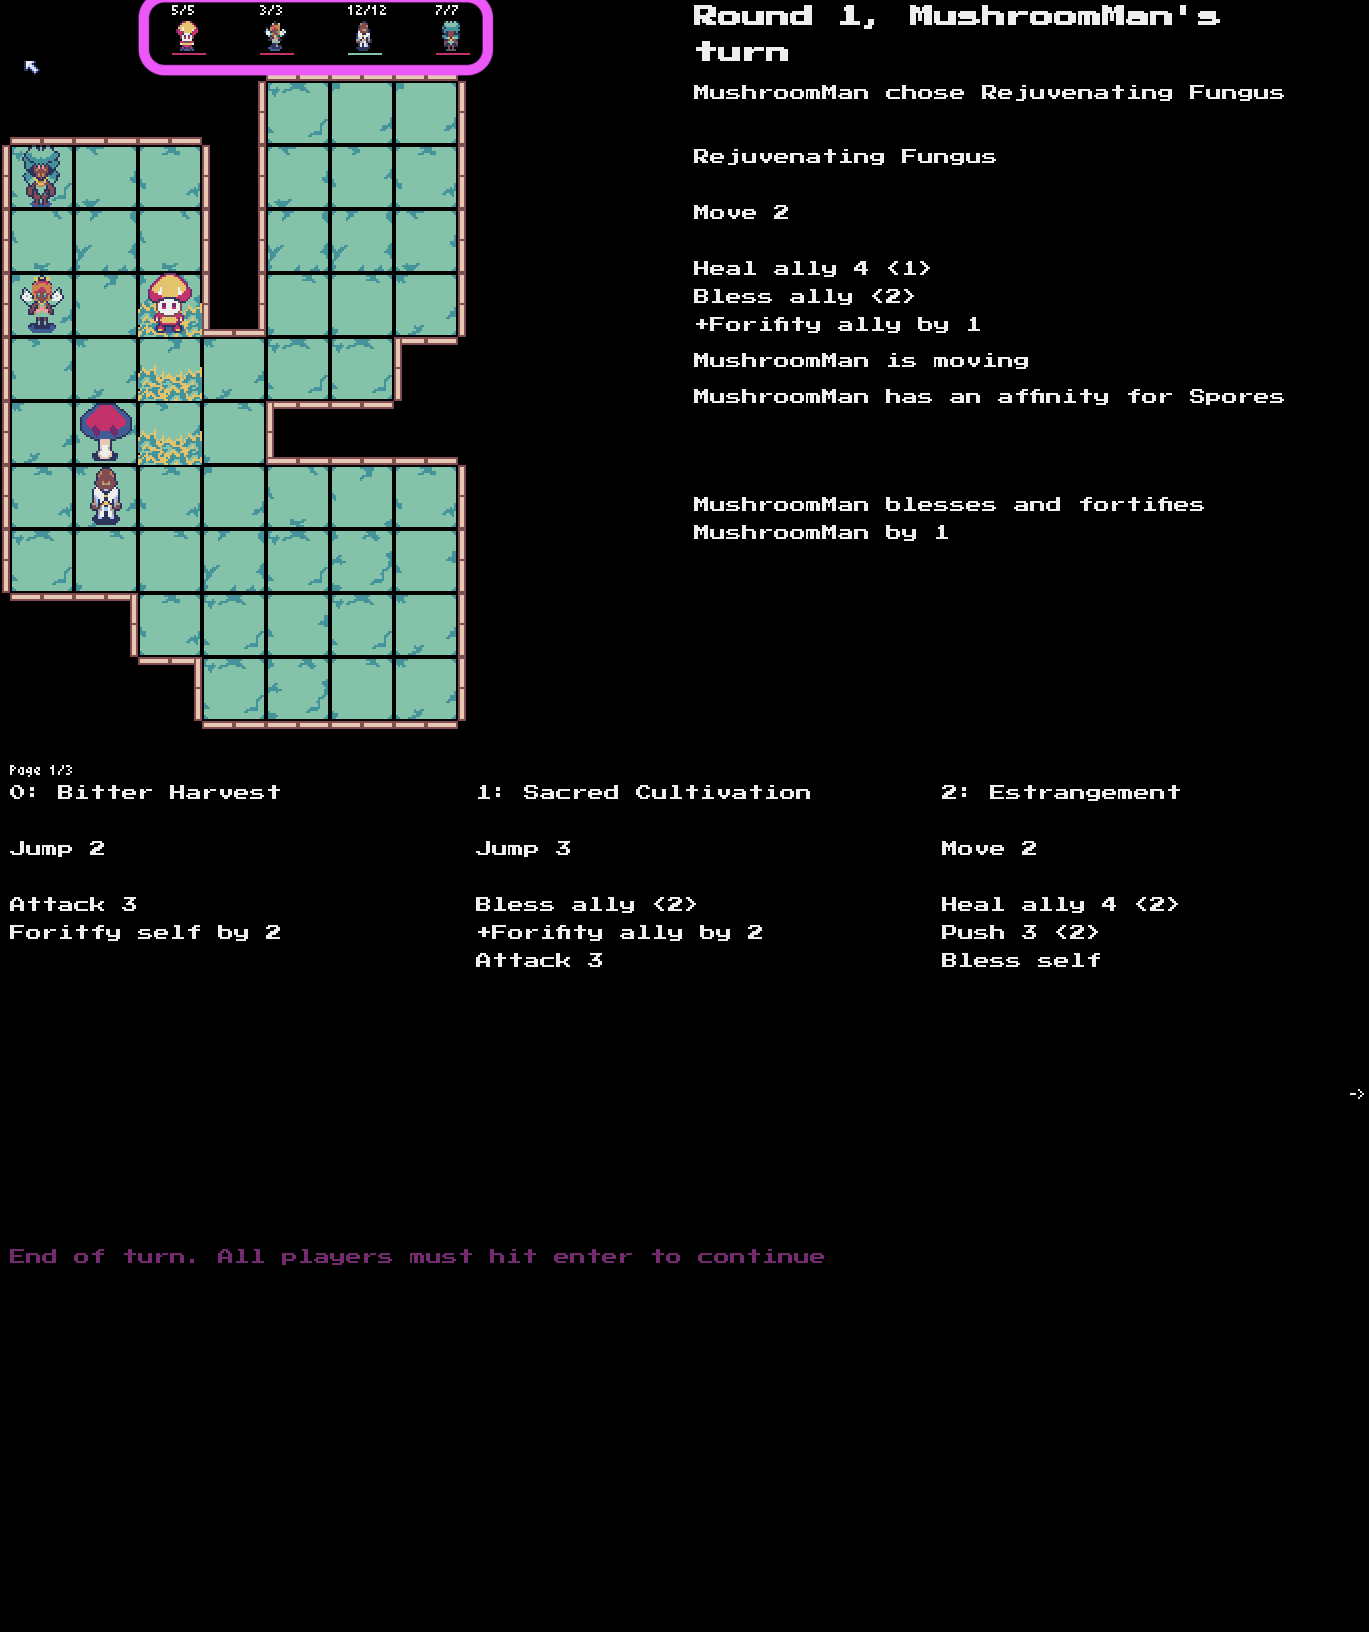 5/5 3/3 12/12 7/7
Round 1, MushroomMan's
turn
MushroomMan chose Rejuvenating Fungus
Rejuvenating Fungus
Move 2
Heal ally 4 (1)
Bless ally (2)
+Forifity ally by 1
MushroomMan is moving
MushroomMan has an affinity for Spores
MushroomMan blesses and fortifies
MushroomMan by 1
Page 1/3
0: Bitter Harvest
Jump 2
Attack 3
Foritfy self by 2
1: Sacred Cultivation
Jump 3
Bless ally (2)
+Forifity ally by 2
Attack 3
2: Estrangement
Move 2
Heal ally 4 (2)
Push 3 (2)
Bless self
->
End of turn. All players must hit enter to continue